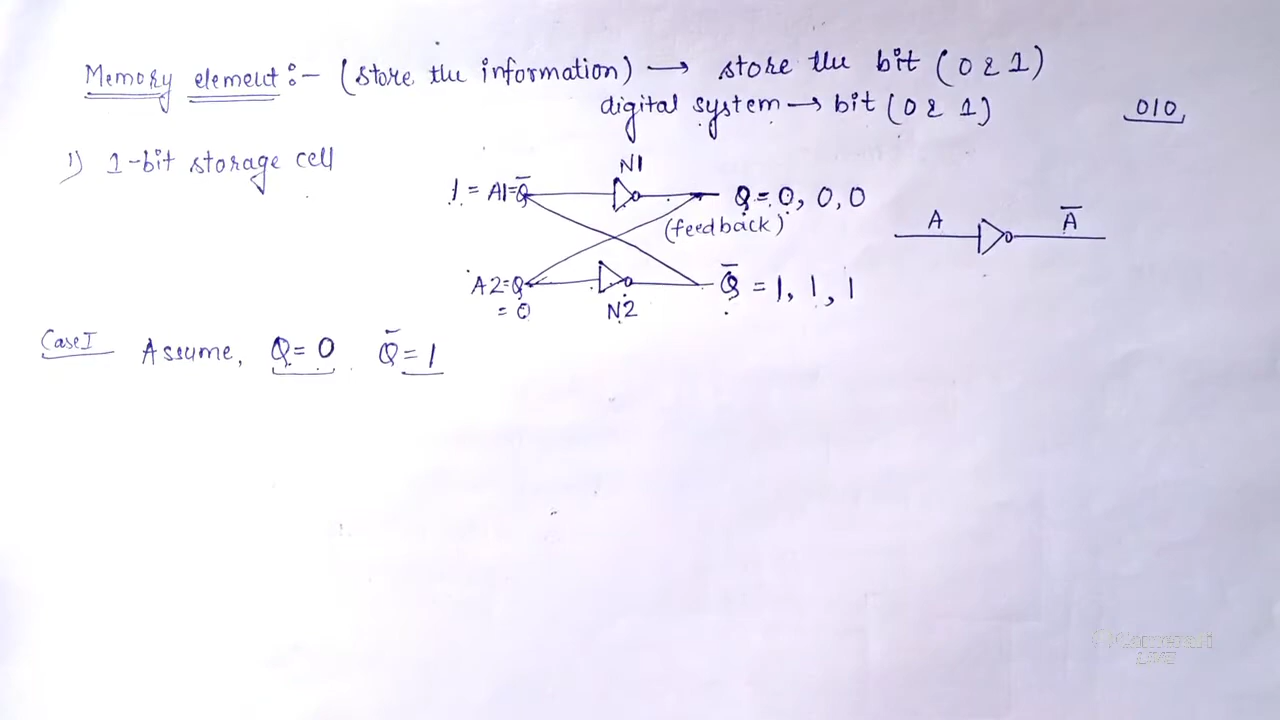 Memory element :- (store the information) → store the bit (0 & 1)
digital system → bit (0 & 1)
010
1) 1-bit storage cell
N1
1 = A1=Q̅
Q = 0, 0, 0
(feedback)
A
A̅
A2=Q
= 0
N2
Q̅ = 1, 1, 1
Case I Assume, Q = 0 Q̅ = 1
LIVE